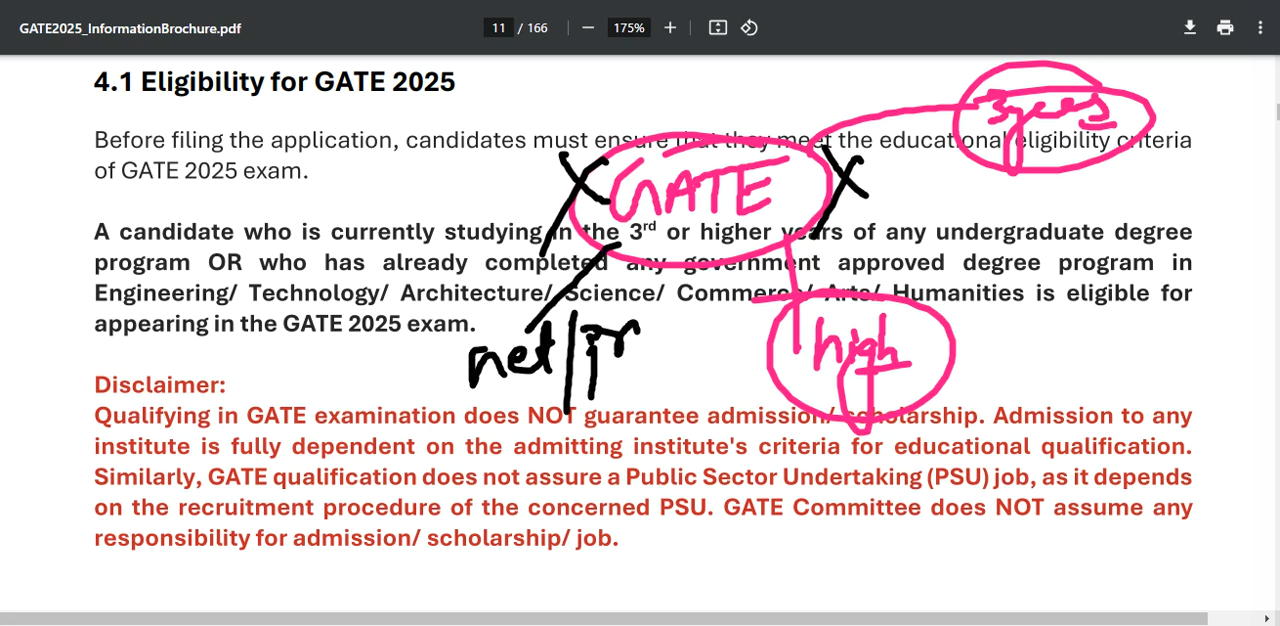 GATE2025_InformationBrochure.pdf 11 / 166 175%
4.1 Eligibility for GATE 2025
3years
Before filing the application, candidates must ensure that they meet the educational eligibility criteria
of GATE 2025 exam.
GATE
A candidate who is currently studying in the 3rd or higher years of any undergraduate degree
program OR who has already completed any government approved degree program in
Engineering/ Technology/ Architecture/ Science/ Commerce/ Arts/ Humanities is eligible for
appearing in the GATE 2025 exam.
net/jr high
Disclaimer:
Qualifying in GATE examination does NOT guarantee admission/ scholarship. Admission to any
institute is fully dependent on the admitting institute's criteria for educational qualification.
Similarly, GATE qualification does not assure a Public Sector Undertaking (PSU) job, as it depends
on the recruitment procedure of the concerned PSU. GATE Committee does NOT assume any
responsibility for admission/ scholarship/ job.